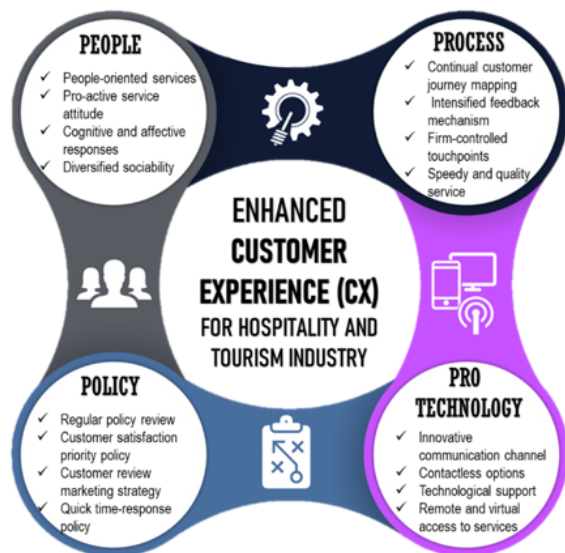 PEOPLE
✓ People-oriented services
✓ Pro-active service
attitude
✓ Cognitive and affective
responses
✓ Diversified sociability
PROCESS
✓ Continual customer
journey mapping
✓ Intensified feedback
mechanism
✓ Firm-controlled
touchpoints
✓ Speedy and quality
service
ENHANCED
CUSTOMER
EXPERIENCE (CX)
FOR HOSPITALITY AND
TOURISM INDUSTRY
POLICY
✓ Regular policy review
✓ Customer satisfaction
priority policy
✓ Customer review
marketing strategy
✓ Quick time-response
policy
PRO
TECHNOLOGY
✓ Innovative
communication channel
✓ Contactless options
✓ Technological support
✓ Remote and virtual
access to services